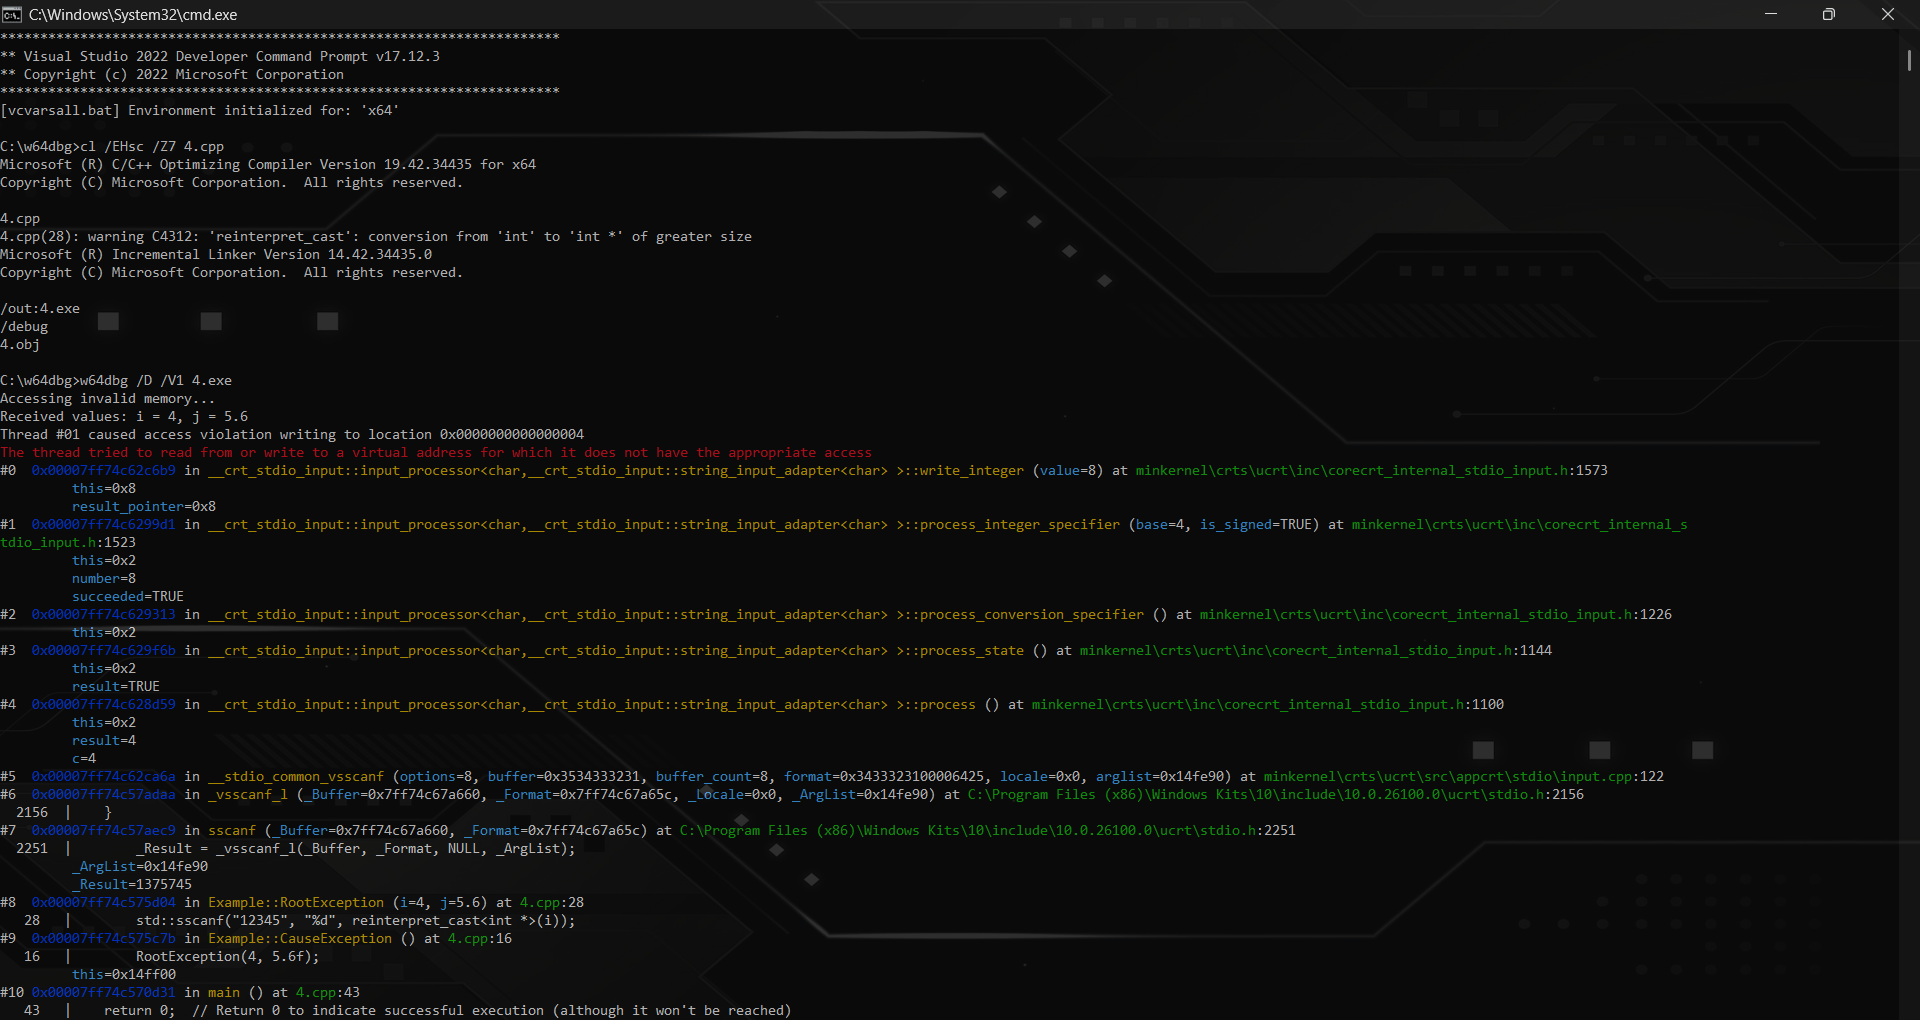 C:\Windows\System32\cmd.exe
**********************************************************************
** Visual Studio 2022 Developer Command Prompt v17.12.3
** Copyright (c) 2022 Microsoft Corporation
**********************************************************************
[vcvarsall.bat] Environment initialized for: 'x64'
C:\w64dbg>cl /EHsc /Z7 4.cpp
Microsoft (R) C/C++ Optimizing Compiler Version 19.42.34435 for x64
Copyright (C) Microsoft Corporation.  All rights reserved.
4.cpp
4.cpp(28): warning C4312: 'reinterpret_cast': conversion from 'int' to 'int *' of greater size
Microsoft (R) Incremental Linker Version 14.42.34435.0
Copyright (C) Microsoft Corporation.  All rights reserved.
/out:4.exe
/debug
4.obj
C:\w64dbg>w64dbg /D /V1 4.exe
Accessing invalid memory...
Received values: i = 4, j = 5.6
Thread #01 caused access violation writing to location 0x0000000000000004
The thread tried to read from or write to a virtual address for which it does not have the appropriate access
#0  0x00007ff74c62c6b9 in __crt_stdio_input::input_processor<char,__crt_stdio_input::string_input_adapter<char> >::write_integer (value=8) at minkernel\crts\ucrt\inc\corecrt_internal_stdio_input.h:1573
this=0x8
result_pointer=0x8
#1  0x00007ff74c6299d1 in __crt_stdio_input::input_processor<char,__crt_stdio_input::string_input_adapter<char> >::process_integer_specifier (base=4, is_signed=TRUE) at minkernel\crts\ucrt\inc\corecrt_internal_s
tdio_input.h:1523
this=0x2
number=8
succeeded=TRUE
#2  0x00007ff74c629313 in __crt_stdio_input::input_processor<char,__crt_stdio_input::string_input_adapter<char> >::process_conversion_specifier () at minkernel\crts\ucrt\inc\corecrt_internal_stdio_input.h:1226
this=0x2
#3  0x00007ff74c629f6b in __crt_stdio_input::input_processor<char,__crt_stdio_input::string_input_adapter<char> >::process_state () at minkernel\crts\ucrt\inc\corecrt_internal_stdio_input.h:1144
this=0x2
result=TRUE
#4  0x00007ff74c628d59 in __crt_stdio_input::input_processor<char,__crt_stdio_input::string_input_adapter<char> >::process () at minkernel\crts\ucrt\inc\corecrt_internal_stdio_input.h:1100
this=0x2
result=4
c=4
#5  0x00007ff74c62ca6a in __stdio_common_vsscanf (options=8, buffer=0x3534333231, buffer_count=8, format=0x3433323100006425, locale=0x0, arglist=0x14fe90) at minkernel\crts\ucrt\src\appcrt\stdio\input.cpp:122
#6  0x00007ff74c57adaa in _vsscanf_l (_Buffer=0x7ff74c67a660, _Format=0x7ff74c67a65c, _Locale=0x0, _ArgList=0x14fe90) at C:\Program Files (x86)\Windows Kits\10\include\10.0.26100.0\ucrt\stdio.h:2156
2156  |    }
#7  0x00007ff74c57aec9 in sscanf (_Buffer=0x7ff74c67a660, _Format=0x7ff74c67a65c) at C:\Program Files (x86)\Windows Kits\10\include\10.0.26100.0\ucrt\stdio.h:2251
2251  |        _Result = _vsscanf_l(_Buffer, _Format, NULL, _ArgList);
_ArgList=0x14fe90
_Result=1375745
#8  0x00007ff74c575d04 in Example::RootException (i=4, j=5.6) at 4.cpp:28
28   |        std::sscanf("12345", "%d", reinterpret_cast<int *>(i));
#9  0x00007ff74c575c7b in Example::CauseException () at 4.cpp:16
16   |        RootException(4, 5.6f);
this=0x14ff00
#10 0x00007ff74c570d31 in main () at 4.cpp:43
43   |    return 0;  // Return 0 to indicate successful execution (although it won't be reached)